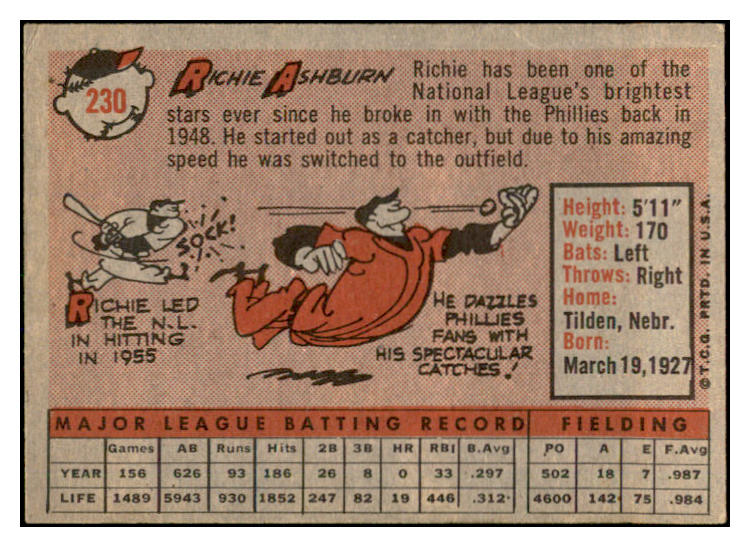 230
RICHIE ASHBURN
Richie has been one of the
National League's brightest
stars ever since he broke in with the Phillies back in
1948. He started out as a catcher, but due to his amazing
speed he was switched to the outfield.
SOCK!
RICHIE LED
THE N.L.
IN HITTING
IN 1955
HE DAZZLES
PHILLIES
FANS WITH
HIS SPECTACULAR
CATCHES!
Height: 5'11"
Weight: 170
Bats: Left
Throws: Right
Home:
Tilden, Nebr.
Born:
March 19, 1927
© T.C.G. PRTD. IN U.S.A.
MAJOR LEAGUE BATTING RECORD FIELDING
Games AB Runs Hits 2B 3B HR RBI B.Avg PO A E F.Avg
YEAR 156 626 93 186 26 8 0 33 .297 502 18 7 .987
LIFE 1489 5943 930 1852 247 82 19 446 .312 4600 142 75 .984